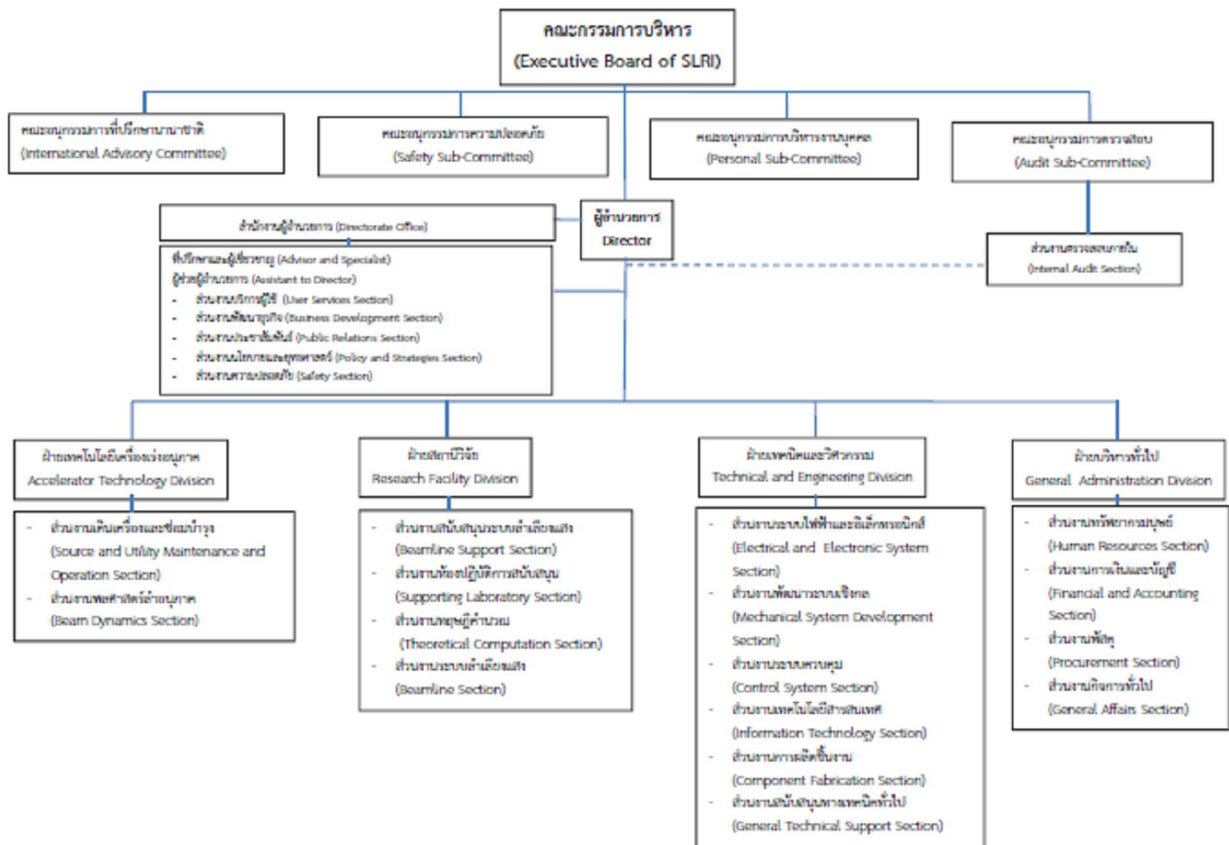 คณะกรรมการบริหาร
(Executive Board of SLRI)
คณะอนุกรรมการที่ปรึกษานานาชาติ
(International Advisory Committee)
คณะอนุกรรมการความปลอดภัย
(Safety Sub-Committee)
คณะอนุกรรมการบริหารงานบุคคล
(Personal Sub-Committee)
คณะอนุกรรมการตรวจสอบ
(Audit Sub-Committee)
ผู้อำนวยการ
Director
สำนักงานผู้อำนวยการ (Directorate Office)
ส่วนงานตรวจสอบภายใน
(Internal Audit Section)
ที่ปรึกษาและผู้เชี่ยวชาญ (Advisor and Specialist)
ผู้ช่วยผู้อำนวยการ (Assistant to Director)
- ส่วนงานบริการผู้ใช้ (User Services Section)
- ส่วนงานพัฒนาธุรกิจ (Business Development Section)
- ส่วนงานประชาสัมพันธ์ (Public Relations Section)
- ส่วนงานนโยบายและยุทธศาสตร์ (Policy and Strategies Section)
- ส่วนงานความปลอดภัย (Safety Section)
ฝ่ายเทคโนโลยีเครื่องเร่งอนุภาค
Accelerator Technology Division
- ส่วนงานเดินเครื่องและซ่อมบำรุง
(Source and Utility Maintenance and
Operation Section)
- ส่วนงานพลศาสตร์ลำอนุภาค
(Beam Dynamics Section)
ฝ่ายสถานีวิจัย
Research Facility Division
- ส่วนงานสนับสนุนระบบลำเลียงแสง
(Beamline Support Section)
- ส่วนงานห้องปฏิบัติการสนับสนุน
(Supporting Laboratory Section)
- ส่วนงานทฤษฎีคำนวณ
(Theoretical Computation Section)
- ส่วนงานระบบลำเลียงแสง
(Beamline Section)
ฝ่ายเทคนิคและวิศวกรรม
Technical and Engineering Division
- ส่วนงานระบบไฟฟ้าและอิเล็กทรอนิกส์
(Electrical and Electronic System
Section)
- ส่วนงานพัฒนาระบบเชิงกล
(Mechanical System Development
Section)
- ส่วนงานระบบควบคุม
(Control System Section)
- ส่วนงานเทคโนโลยีสารสนเทศ
(Information Technology Section)
- ส่วนงานการผลิตชิ้นงาน
(Component Fabrication Section)
- ส่วนงานสนับสนุนทางเทคนิคทั่วไป
(General Technical Support Section)
ฝ่ายบริหารทั่วไป
General Administration Division
- ส่วนงานทรัพยากรมนุษย์
(Human Resources Section)
- ส่วนงานการเงินและบัญชี
(Financial and Accounting
Section)
- ส่วนงานพัสดุ
(Procurement Section)
- ส่วนงานกิจการทั่วไป
(General Affairs Section)